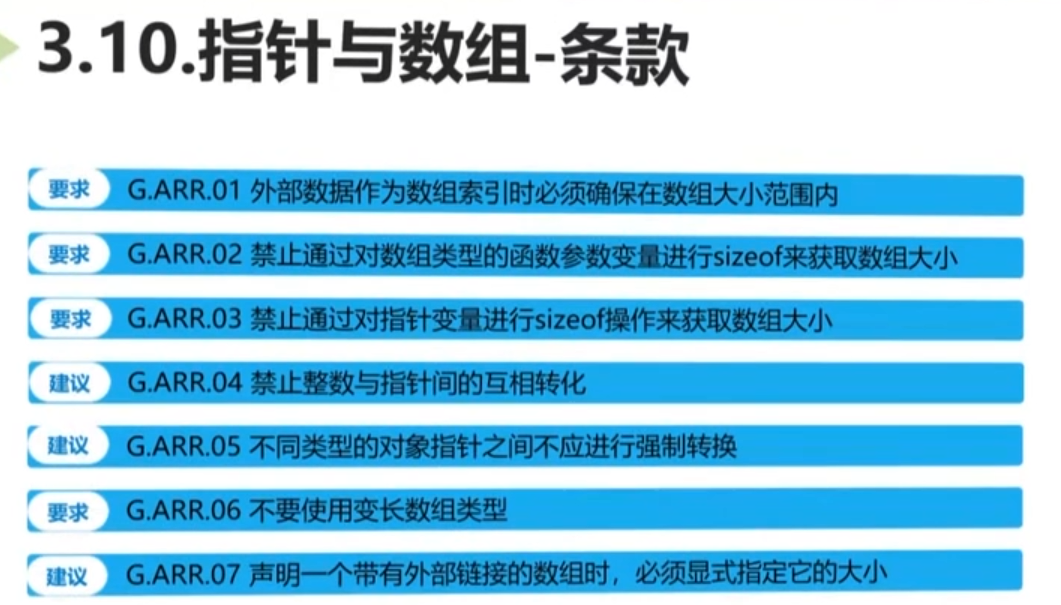 3.10.指针与数组-条款
要求 G.ARR.01 外部数据作为数组索引时必须确保在数组大小范围内
要求 G.ARR.02 禁止通过对数组类型的函数参数变量进行sizeof来获取数组大小
要求 G.ARR.03 禁止通过对指针变量进行sizeof操作来获取数组大小
建议 G.ARR.04 禁止整数与指针间的互相转化
建议 G.ARR.05 不同类型的对象指针之间不应进行强制转换
要求 G.ARR.06 不要使用变长数组类型
建议 G.ARR.07 声明一个带有外部链接的数组时，必须显式指定它的大小